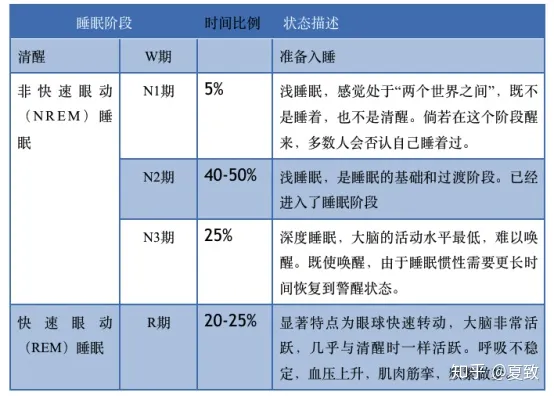 睡眠阶段 时间比例 状态描述
清醒 W期 准备入睡
非快速眼动
（NREM）睡
眠
N1期 5%
浅睡眠，感觉处于“两个世界之间”，既不
是睡着，也不是清醒。倘若在这个阶段醒
来，多数人会否认自己睡着过。
N2期 40-50%
浅睡眠，是睡眠的基础和过渡阶段。已经
进入了睡眠阶段
N3期 25%
深度睡眠，大脑的活动水平最低，难以唤
醒。既使唤醒，由于睡眠惯性需要更长时
间恢复到警醒状态。
快速眼动
（REM）睡眠
R期 20-25%
显著特点为眼球快速转动，大脑非常活
跃，几乎与清醒时一样活跃。呼吸不稳
定，血压上升，肌肉筋挛，
知乎 @夏致